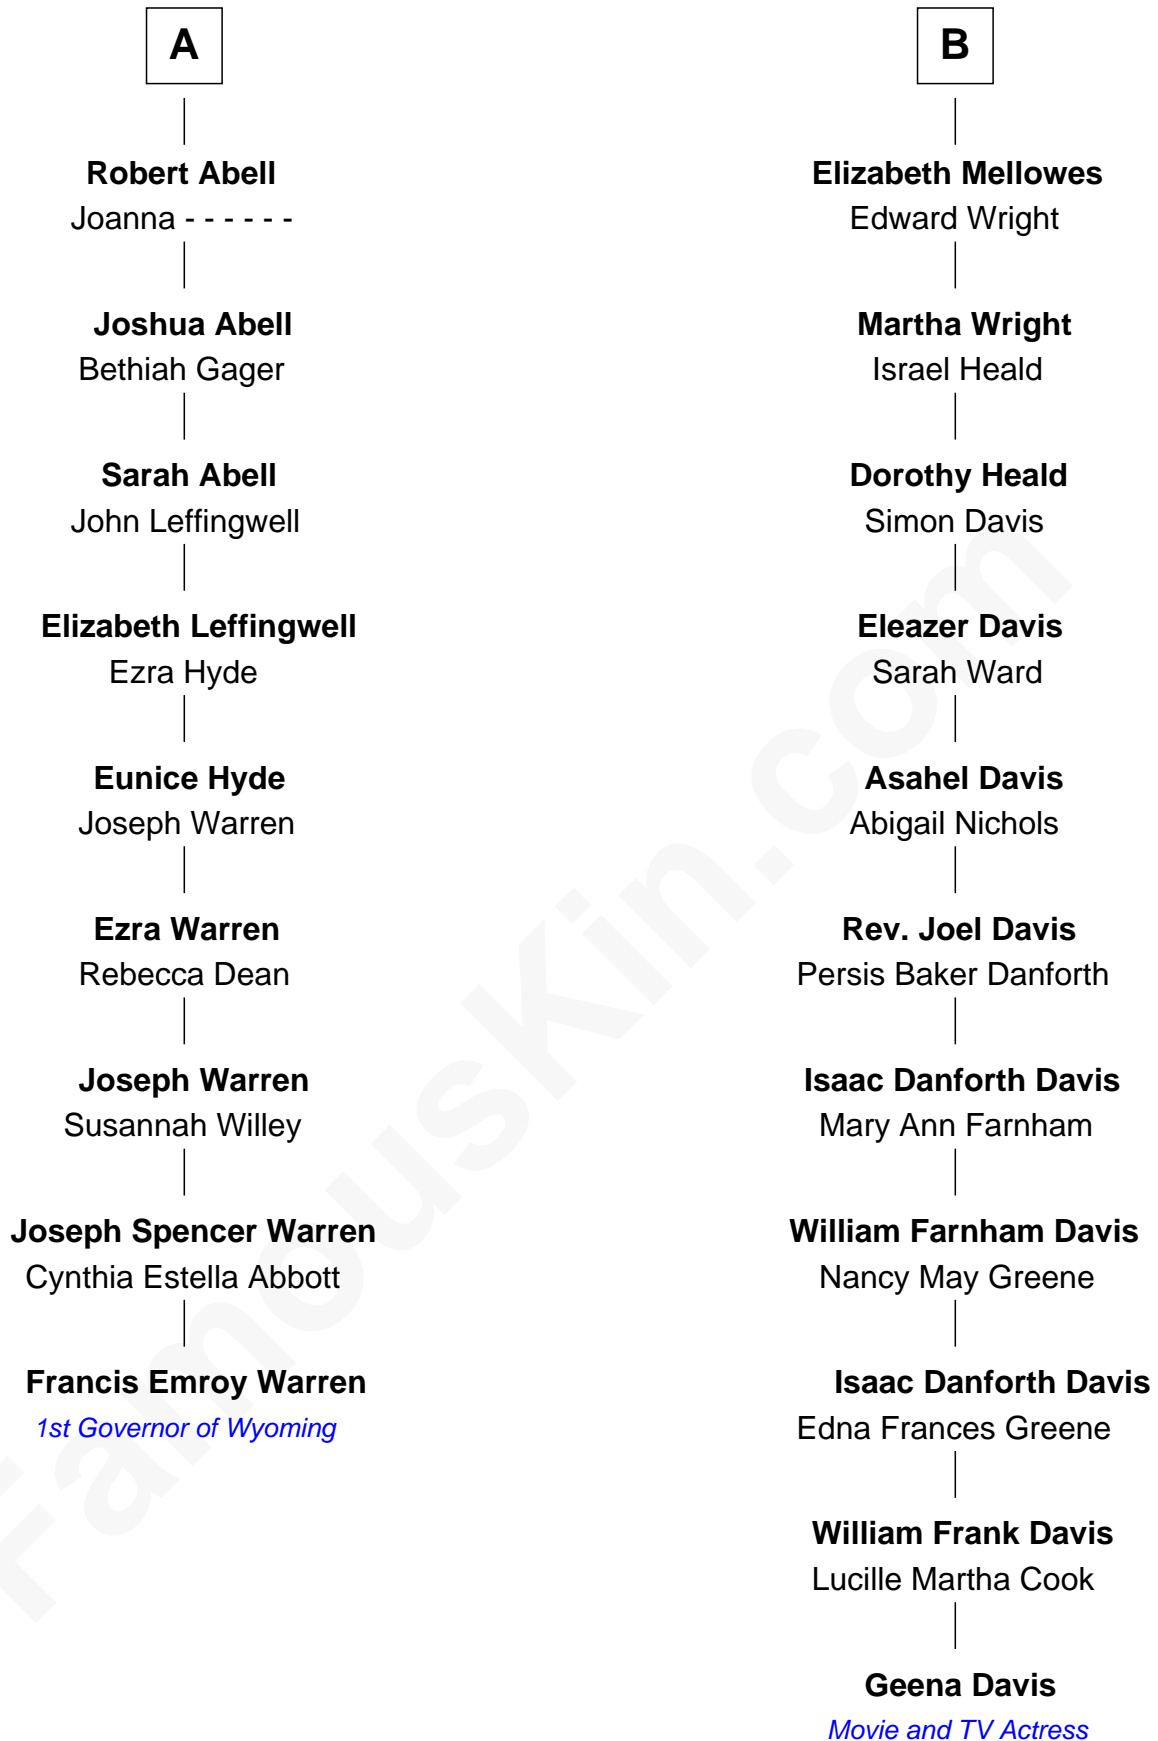 A
Robert Abell
Joanna - - - - - -
Joshua Abell
Bethiah Gager
Sarah Abell
John Leffingwell
Elizabeth Leffingwell
Ezra Hyde
Eunice Hyde
Joseph Warren
Ezra Warren
Rebecca Dean
Joseph Warren
Susannah Willey
Joseph Spencer Warren
Cynthia Estella Abbott
Francis Emroy Warren
1st Governor of Wyoming
B
Elizabeth Mellowes
Edward Wright
Martha Wright
Israel Heald
Dorothy Heald
Simon Davis
Eleazer Davis
Sarah Ward
Asahel Davis
Abigail Nichols
Rev. Joel Davis
Persis Baker Danforth
Isaac Danforth Davis
Mary Ann Farnham
William Farnham Davis
Nancy May Greene
Isaac Danforth Davis
Edna Frances Greene
William Frank Davis
Lucille Martha Cook
Geena Davis
Movie and TV Actress
FamousKin.com